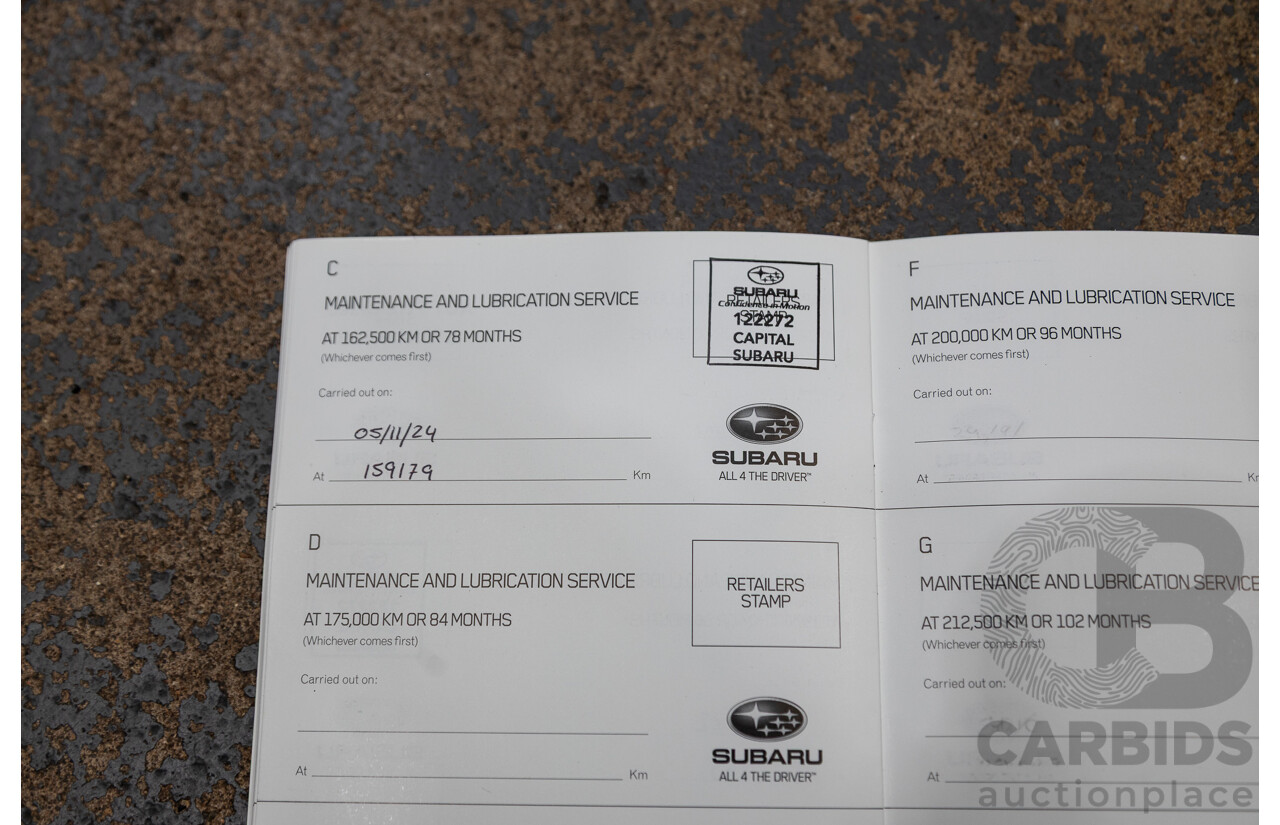 C
MAINTENANCE AND LUBRICATION SERVICE
AT 162,500 KM OR 78 MONTHS
(Whichever comes first)
Carried out on:
05/11/24
At 159179 Km
SUBARU
Confidence in Motion
RETAILERS
STAMP
122272
CAPITAL
SUBARU
SUBARU
ALL 4 THE DRIVER™
D
MAINTENANCE AND LUBRICATION SERVICE
AT 175,000 KM OR 84 MONTHS
(Whichever comes first)
Carried out on:
At Km
RETAILERS
STAMP
SUBARU
ALL 4 THE DRIVER™
F
MAINTENANCE AND LUBRICATION SERVICE
AT 200,000 KM OR 96 MONTHS
(Whichever comes first)
Carried out on:
At
G
MAINTENANCE AND LUBRICATION SERVICE
AT 212,500 KM OR 102 MONTHS
(Whichever comes first)
Carried out on:
At
CB
CARBIDS
auctionplace